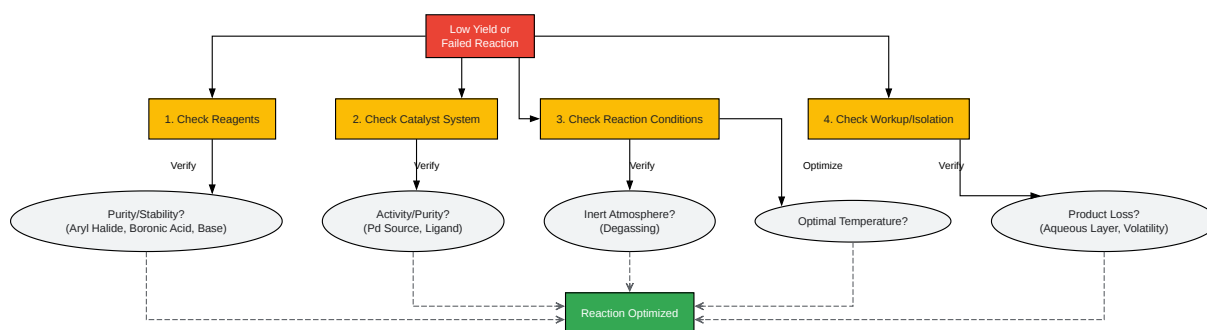 Low Yield or
Failed Reaction
1. Check Reagents
2. Check Catalyst System
3. Check Reaction Conditions
4. Check Workup/Isolation
Verify
Verify
Verify
Optimize
Verify
Purity/Stability?
(Aryl Halide, Boronic Acid, Base)
Activity/Purity?
(Pd Source, Ligand)
Inert Atmosphere?
(Degassing)
Optimal Temperature?
Product Loss?
(Aqueous Layer, Volatility)
Reaction Optimized